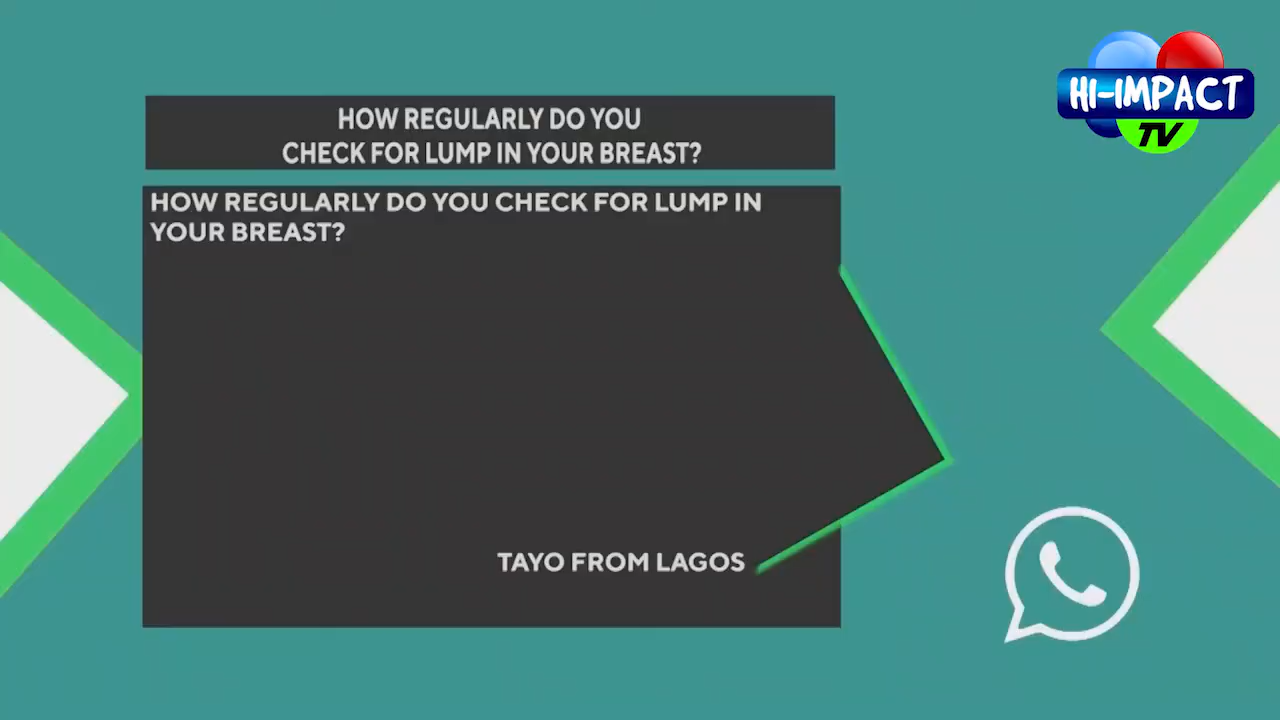 HI-IMPACT
TV
HOW REGULARLY DO YOU
CHECK FOR LUMP IN YOUR BREAST?
HOW REGULARLY DO YOU CHECK FOR LUMP IN
YOUR BREAST?
TAYO FROM LAGOS